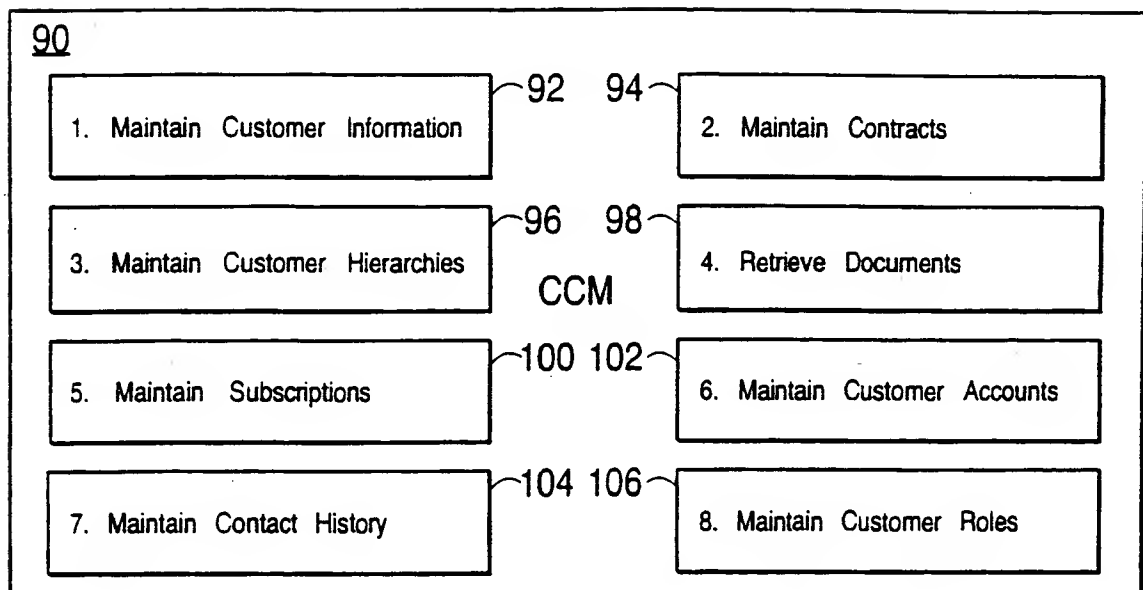 90
1. Maintain Customer Information
92
94
2. Maintain Contracts
3. Maintain Customer Hierarchies
96
98
4. Retrieve Documents
CCM
5. Maintain Subscriptions
100
102
6. Maintain Customer Accounts
7. Maintain Contact History
104
106
8. Maintain Customer Roles